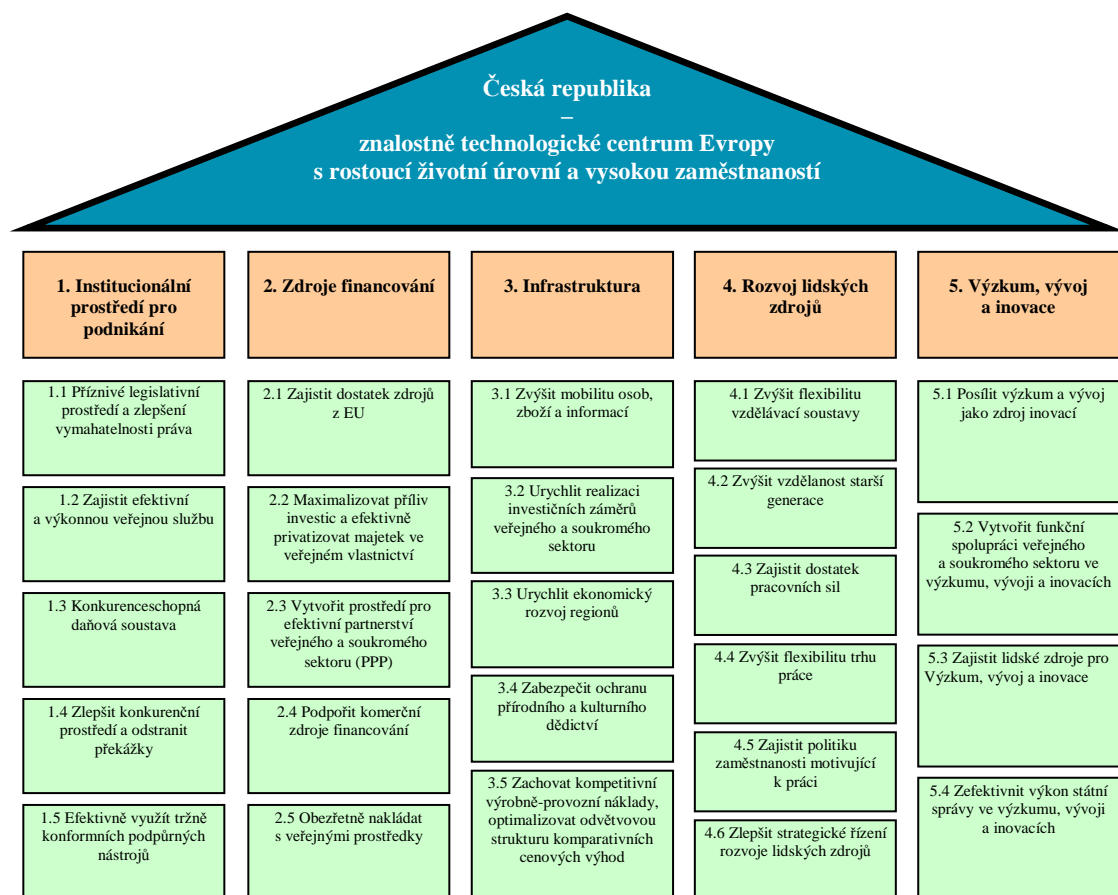 Česká republika
–
znalostně technologické centrum Evropy
s rostoucí životní úrovní a vysokou zaměstnaností
1. Institucionální
prostředí pro
podnikání
2. Zdroje financování
3. Infrastruktura
4. Rozvoj lidských
zdrojů
5. Výzkum, vývoj
a inovace
1.1 Příznivé legislativní
prostředí a zlepšení
vymahatelnosti práva
1.2 Zajistit efektivní
a výkonnou veřejnou službu
1.3 Konkurenceschopná
daňová soustava
1.4 Zlepšit konkurenční
prostředí a odstranit
překážky
1.5 Efektivně využít tržně
konformních podpůrných
nástrojů
2.1 Zajistit dostatek zdrojů
z EU
2.2 Maximalizovat příliv
investic a efektivně
privatizovat majetek ve
veřejném vlastnictví
2.3 Vytvořit prostředí pro
efektivní partnerství
veřejného a soukromého
sektoru (PPP)
2.4 Podpořit komerční
zdroje financování
2.5 Obezřetně nakládat
s veřejnými prostředky
3.1 Zvýšit mobilitu osob,
zboží a informací
3.2 Urychlit realizaci
investičních záměrů
veřejného a soukromého
sektoru
3.3 Urychlit ekonomický
rozvoj regionů
3.4 Zabezpečit ochranu
přírodního a kulturního
dědictví
3.5 Zachovat kompetitivní
výrobně-provozní náklady,
optimalizovat odvětvovou
strukturu komparativních
cenových výhod
4.1 Zvýšit flexibilitu
vzdělávací soustavy
4.2 Zvýšit vzdělanost starší
generace
4.3 Zajistit dostatek
pracovních sil
4.4 Zvýšit flexibilitu trhu
práce
4.5 Zajistit politiku
zaměstnanosti motivující
k práci
4.6 Zlepšit strategické řízení
rozvoje lidských zdrojů
5.1 Posílit výzkum a vývoj
jako zdroj inovací
5.2 Vytvořit funkční
spolupráci veřejného
a soukromého sektoru ve
výzkumu, vývoji a inovacích
5.3 Zajistit lidské zdroje pro
Výzkum, vývoj a inovace
5.4 Zefektivnit výkon státní
správy ve výzkumu, vývoji
a inovacích